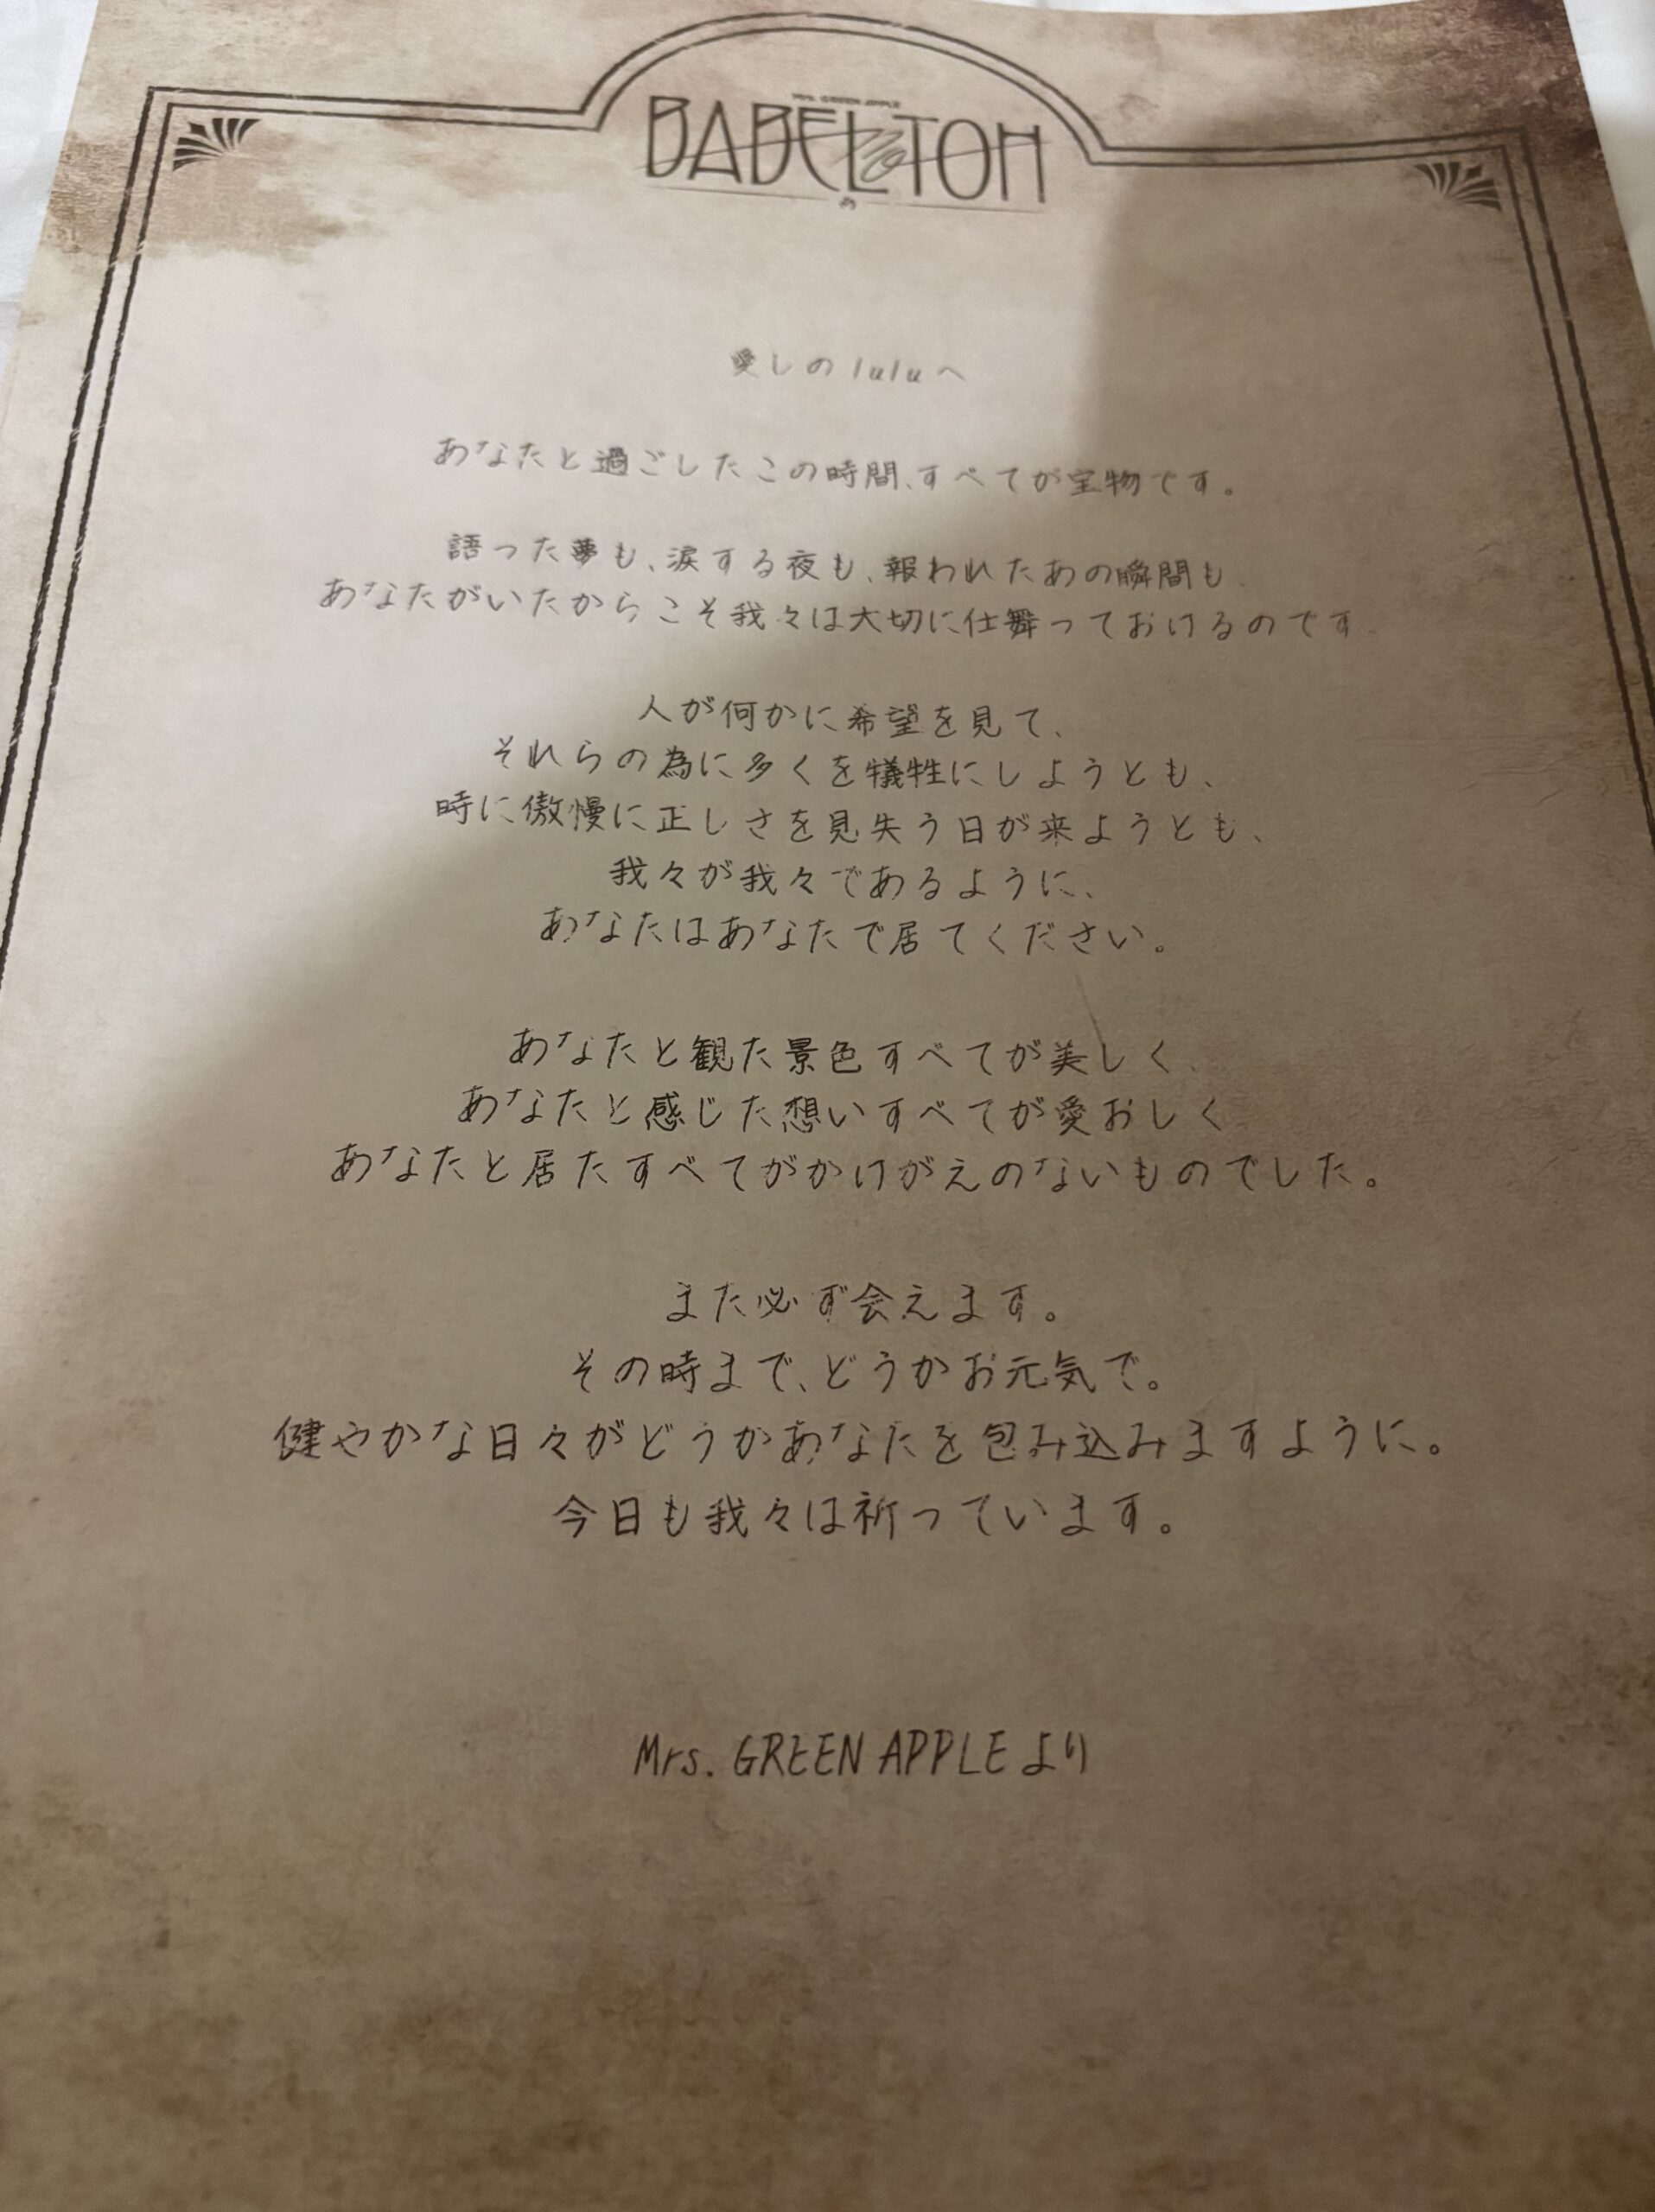 Mrs. GREEN APPLE
BABEL no TOH
愛しのluluへ
あなたと過ごしたこの時間、すべてが宝物です。
語った夢も、涙する夜も、報われたあの瞬間も
あなたがいたからこそ我々は大切に仕舞っておけるのです
人が何かに希望を見て、
それらの為に多くを犠牲にしようとも、
時に傲慢に正しさを見失う日が来ようとも、
我々が我々であるように、
あなたはあなたで居てください。
あなたと観た景色すべてが美しく、
あなたと感じた想いすべてが愛おしく
あなたと居たすべてがかけがえのないものでした。
また必ず会えます。
その時まで、どうかお元気で。
健やかな日々がどうかあなたを包み込みますように。
今日も我々は祈っています。
Mrs. GREEN APPLEより